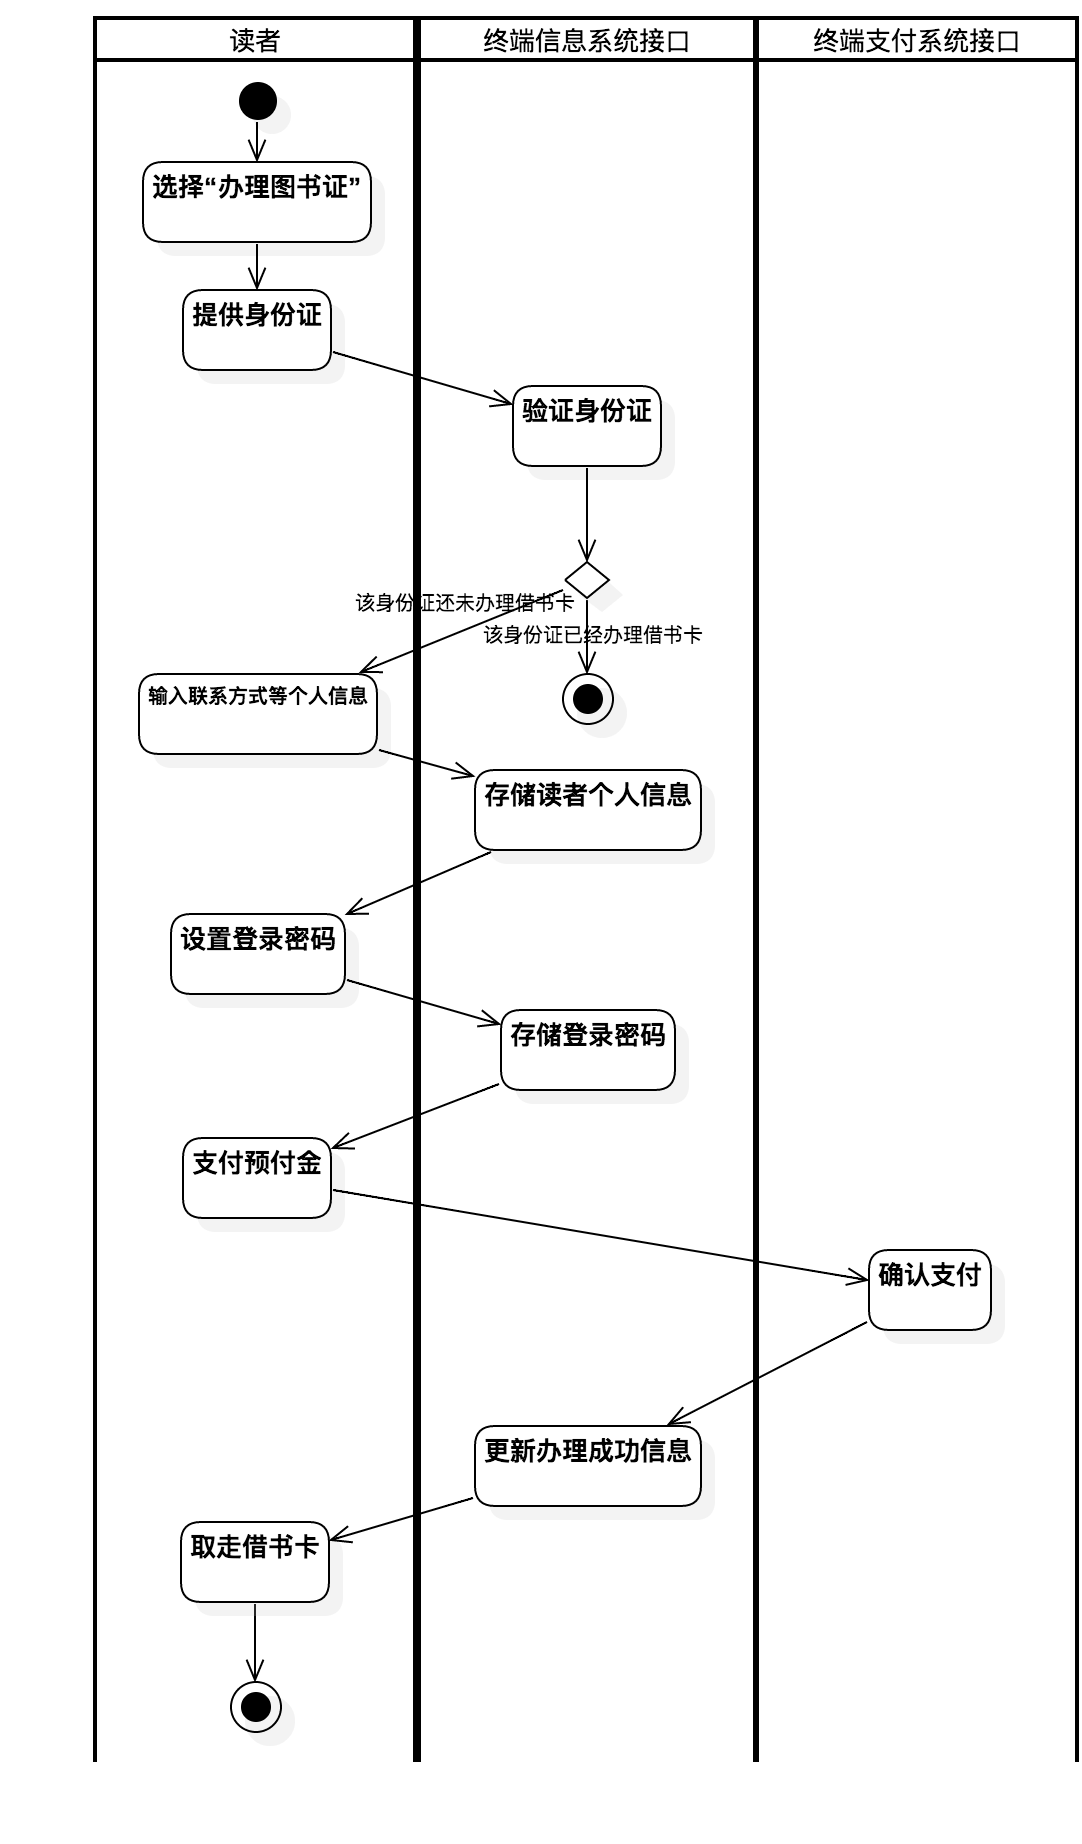 读者
终端信息系统接口
终端支付系统接口
选择“办理图书证”
提供身份证
验证身份证
该身份证还未办理借书卡
该身份证已经办理借书卡
输入联系方式等个人信息
存储读者个人信息
设置登录密码
存储登录密码
支付预付金
确认支付
更新办理成功信息
取走借书卡